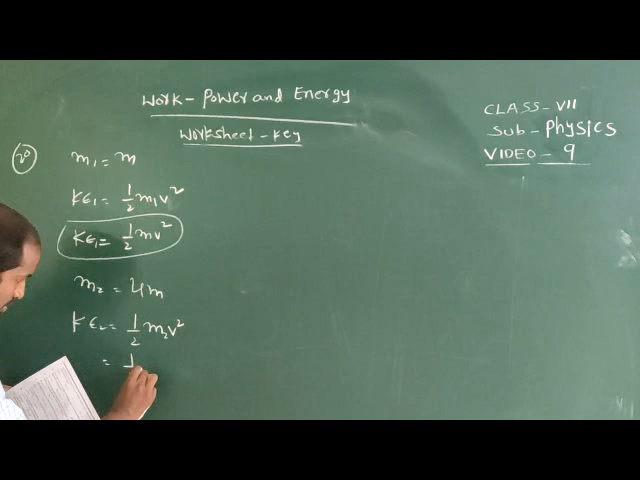 Work - Power and Energy
Worksheet - Key
CLASS - VII
Sub - Physics
VIDEO - 9
m₁ = m
KE₁ = 1/2 m₁v²
KE₁ = 1/2 mv²
m₂ = 4m
KE₂ = 1/2 m₂v²
= 1